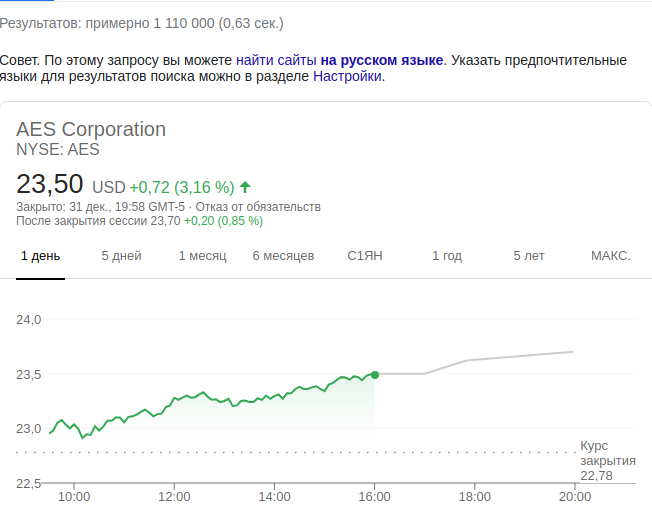 Результатов: примерно 1 110 000 (0,63 сек.)
Совет. По этому запросу вы можете найти сайты на русском языке. Указать предпочтительные
языки для результатов поиска можно в разделе Настройки.
AES Corporation
NYSE: AES
23,50 USD +0,72 (3,16 %)
Закрыто: 31 дек., 19:58 GMT-5 · Отказ от обязательств
После закрытия сессии 23,70 +0,20 (0,85 %)
1 день 5 дней 1 месяц 6 месяцев С1ЯН 1 год 5 лет МАКС.
24,0
23,5
23,0
Курс
закрытия
22,78
22,5
10:00 12:00 14:00 16:00 18:00 20:00